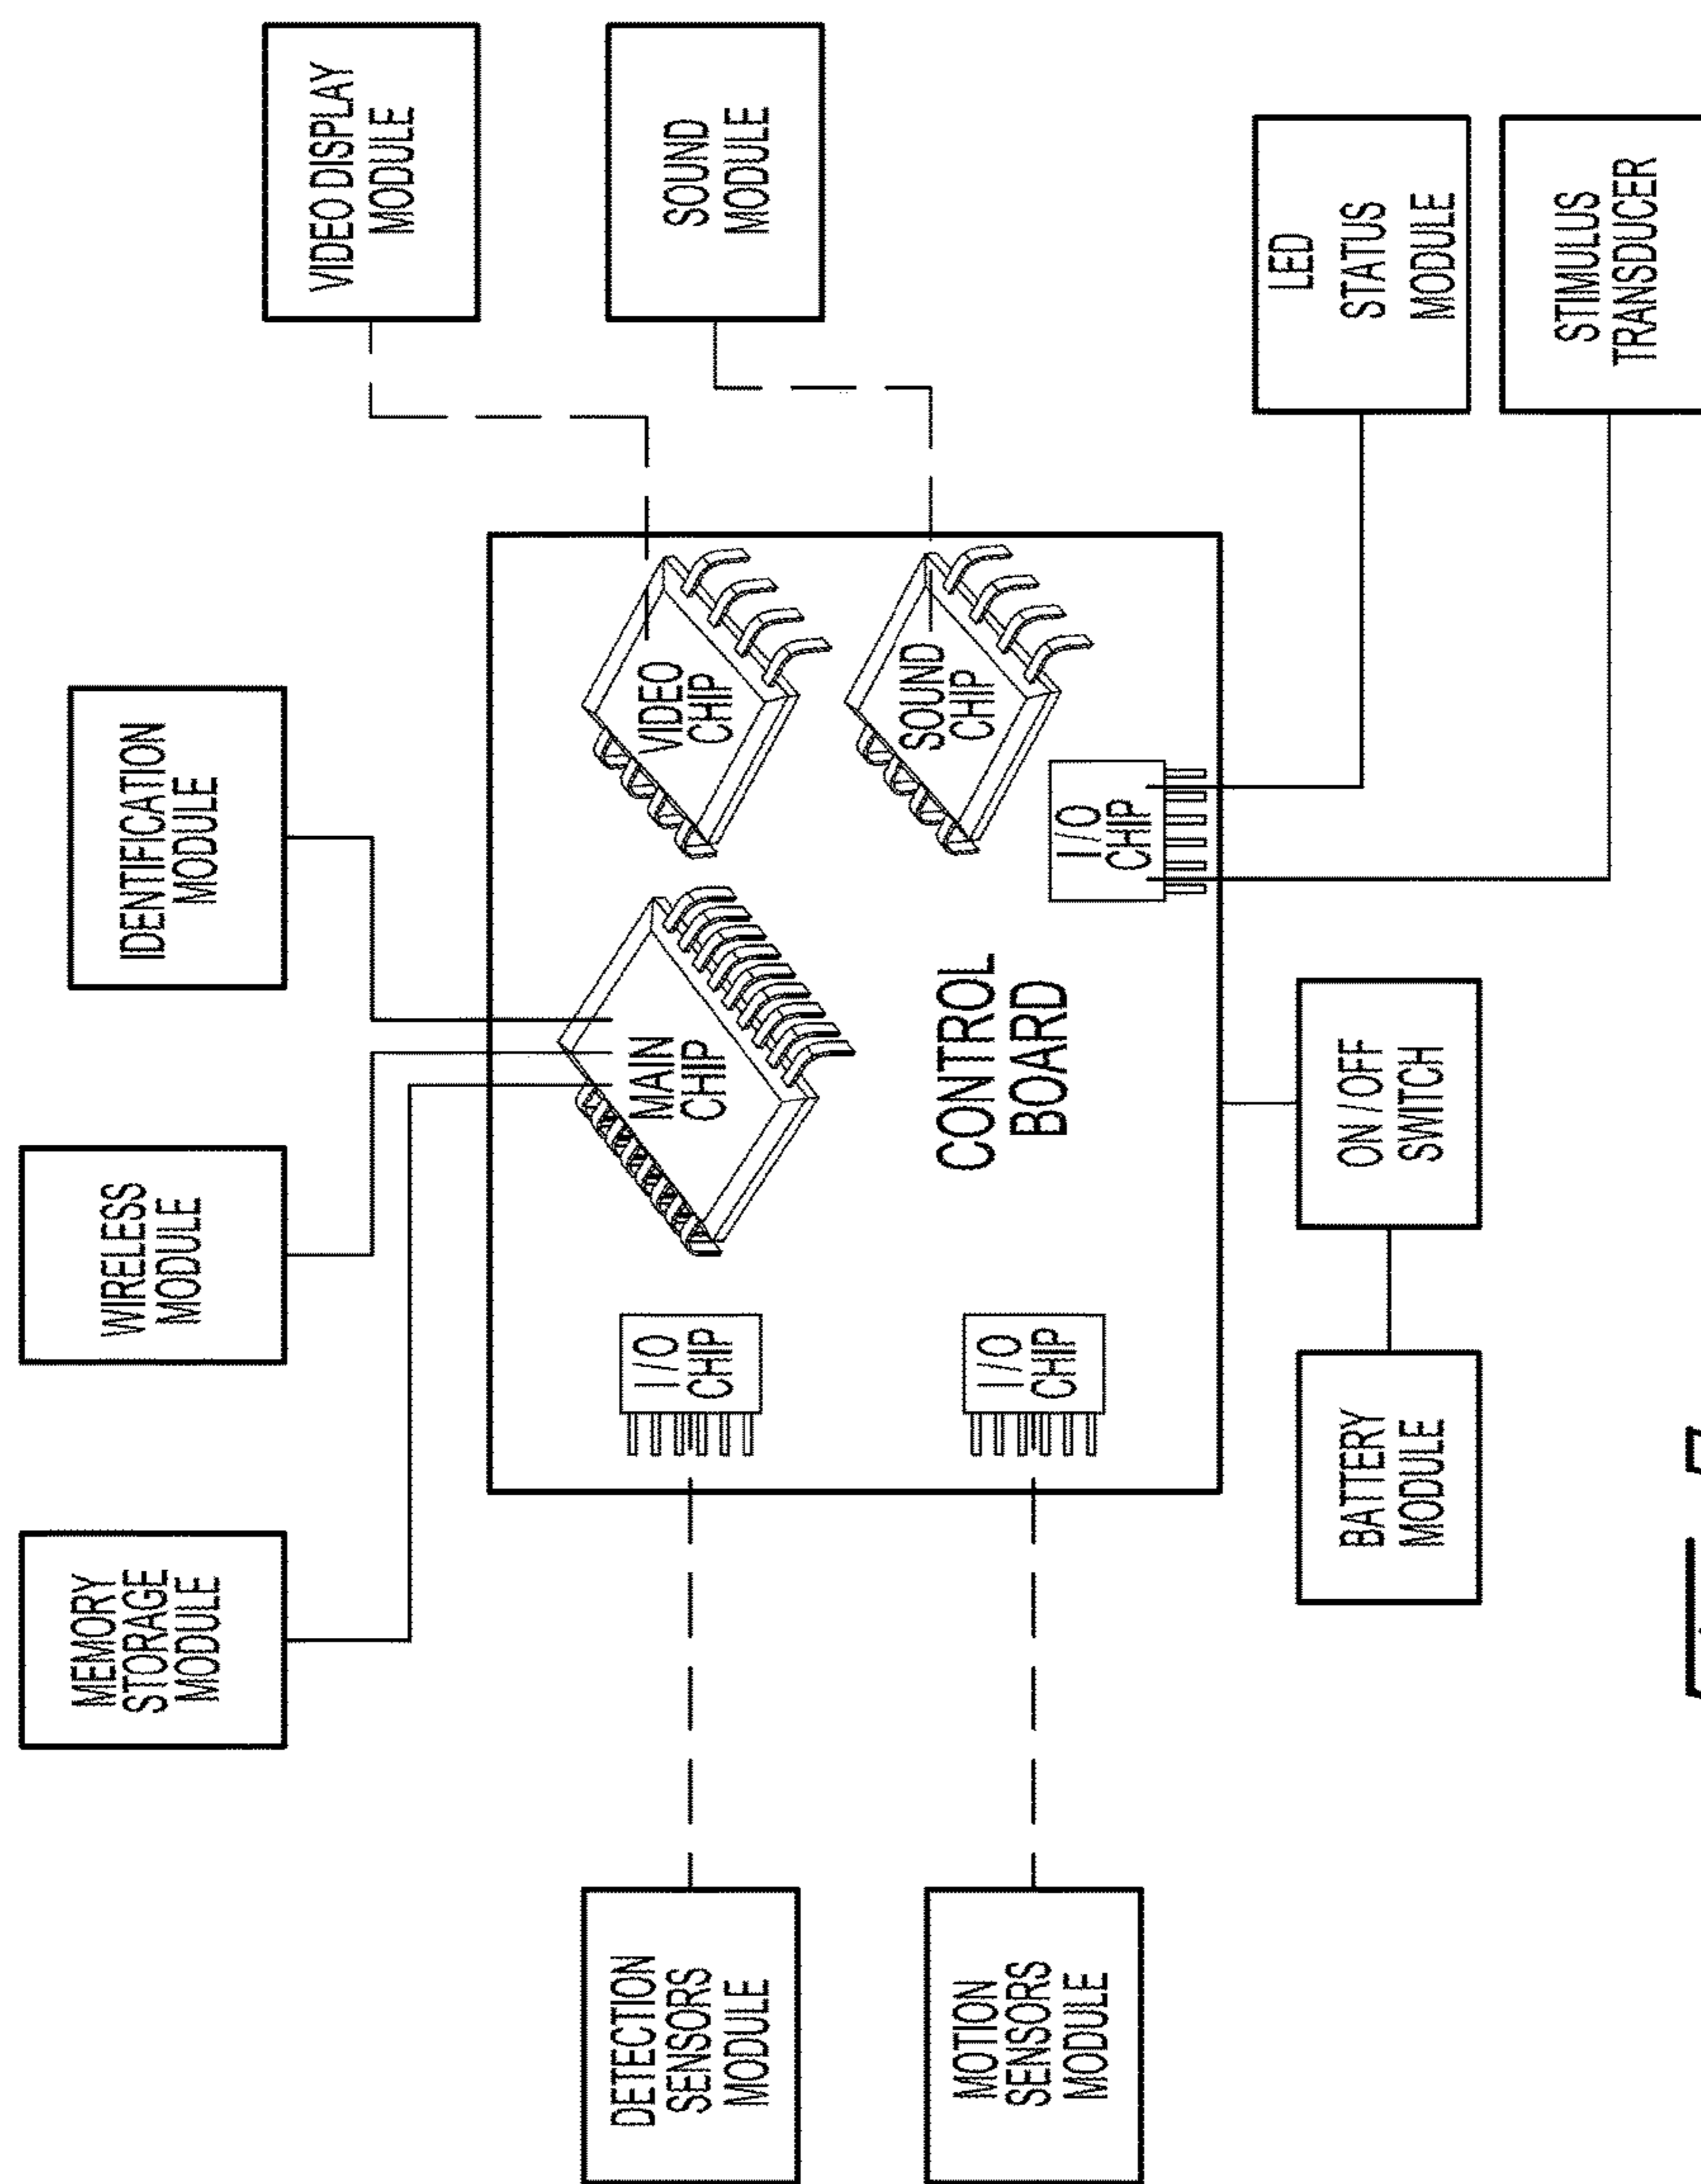 MEMORY
STORAGE
MODULE
WIRELESS
MODULE
IDENTIFICATION
MODULE
VIDEO DISPLAY
MODULE
SOUND
MODULE
DETECTION
SENSORS
MODULE
MOTION
SENSORS
MODULE
I/O
CHIP
I/O
CHIP
MAIN
CHIP
VIDEO
CHIP
SOUND
CHIP
I/O
CHIP
CONTROL
BOARD
BATTERY
MODULE
ON/OFF
SWITCH
LED
STATUS
MODULE
STIMULUS
TRANSDUCER